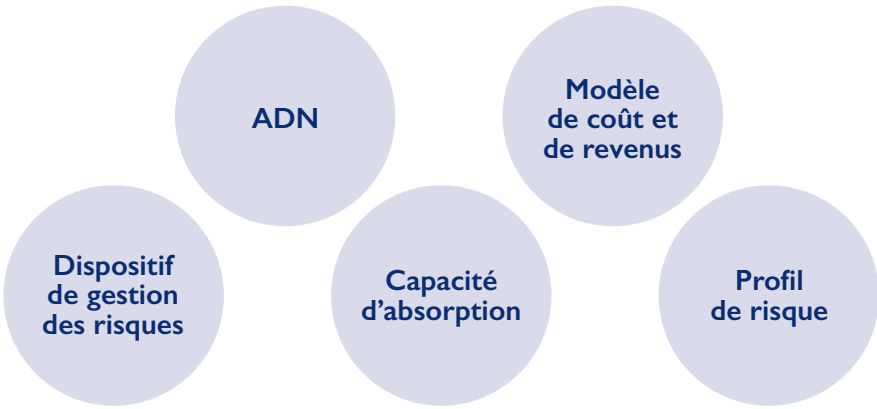 ADN
Modèle
de coût et
de revenus
Dispositif
de gestion
des risques
Capacité
d’absorption
Profil
de risque